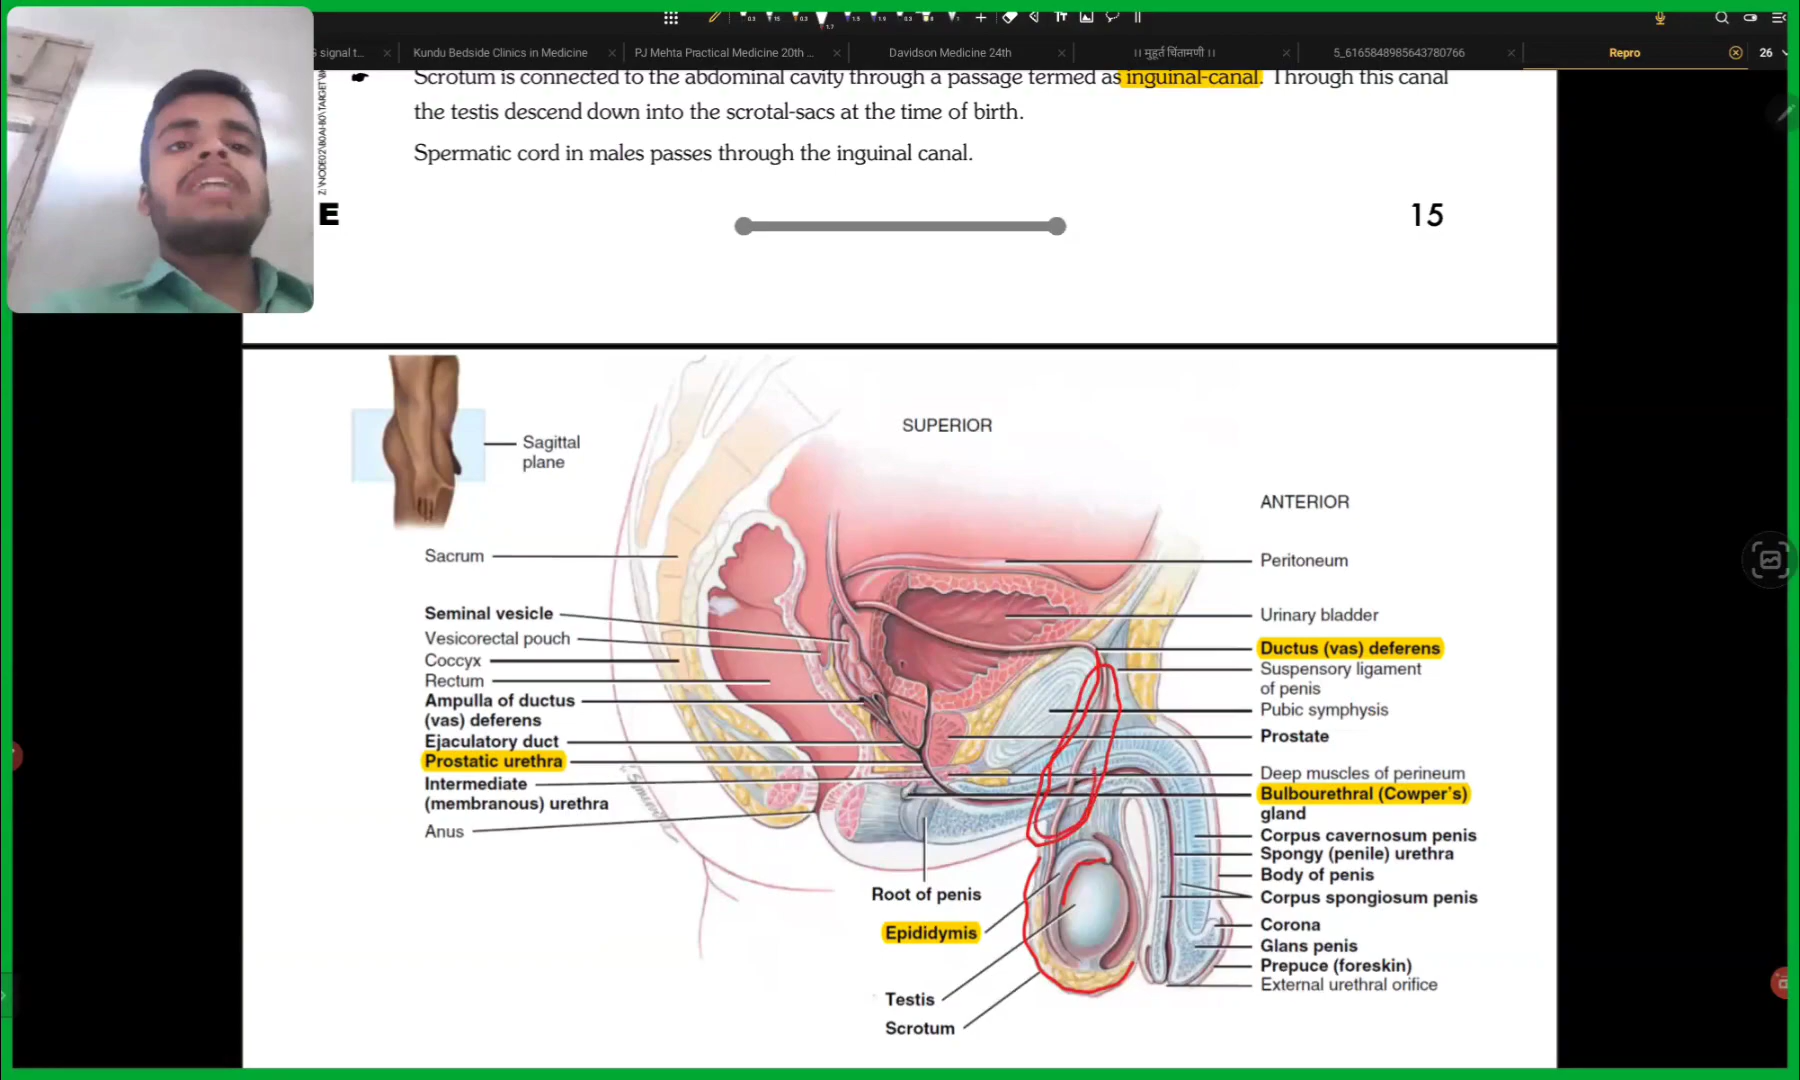 S signal t...
Kundu Bedside Clinics in Medicine
PJ Mehta Practical Medicine 20th ...
Davidson Medicine 24th
।। मुहूर्त चिंतामणी ।।
5_6165848985643780766
Repro
26
Scrotum is connected to the abdominal cavity through a passage termed as inguinal-canal. Through this canal
the testis descend down into the scrotal-sacs at the time of birth.
Spermatic cord in males passes through the inguinal canal.
E
15
SUPERIOR
Sagittal
plane
ANTERIOR
Sacrum
Peritoneum
Seminal vesicle
Urinary bladder
Vesicorectal pouch
Ductus (vas) deferens
Coccyx
Suspensory ligament
of penis
Rectum
Ampulla of ductus
(vas) deferens
Pubic symphysis
Ejaculatory duct
Prostate
Prostatic urethra
Deep muscles of perineum
Intermediate
(membranous) urethra
Bulbourethral (Cowper's)
gland
Anus
Corpus cavernosum penis
Spongy (penile) urethra
Body of penis
Root of penis
Corpus spongiosum penis
Epididymis
Corona
Glans penis
Prepuce (foreskin)
External urethral orifice
Testis
Scrotum